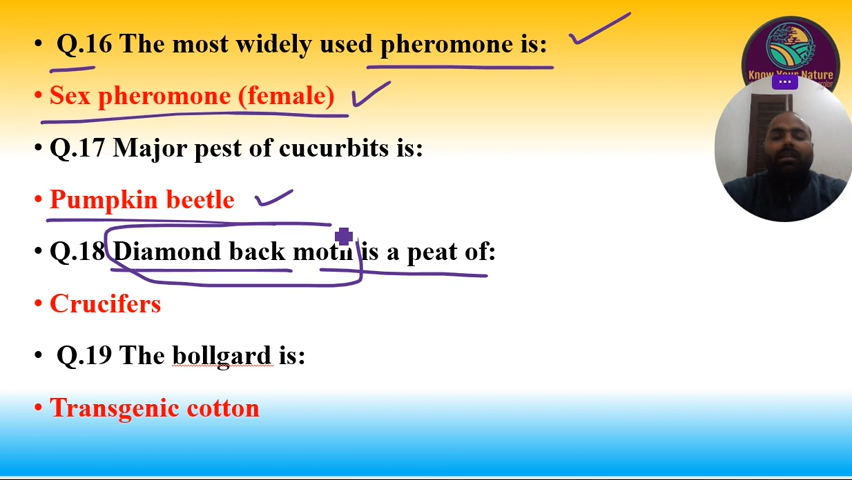 • Q.16 The most widely used pheromone is:
• Sex pheromone (female)
• Q.17 Major pest of cucurbits is:
• Pumpkin beetle
• Q.18 Diamond back moth is a peat of:
• Crucifers
• Q.19 The bollgard is:
• Transgenic cotton
Know Your Nature